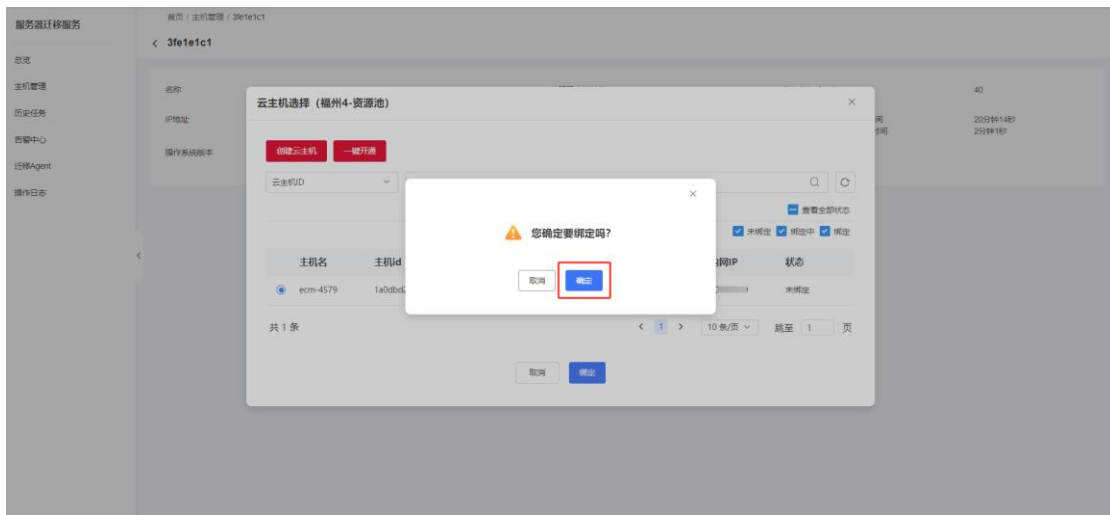 服务器迁移服务
首页 / 主机管理 / 3fe1e1c1
< 3fe1e1c1
总览
主机管理
历史任务
告警中心
迁移Agent
操作日志
名称
40
IP地址
20分钟14秒
2分钟1秒
操作系统版本
云主机选择（福州4-资源池）
创建云主机
一键开通
云主机ID
查看全部状态
未绑定 绑定中 绑定
主机名 主机id 内网IP 状态
ecm-4579 1a0dbd2 未绑定
共 1 条
< 1 > 10 条/页 跳至 1 页
取消 绑定
您确定要绑定吗?
取消 确定